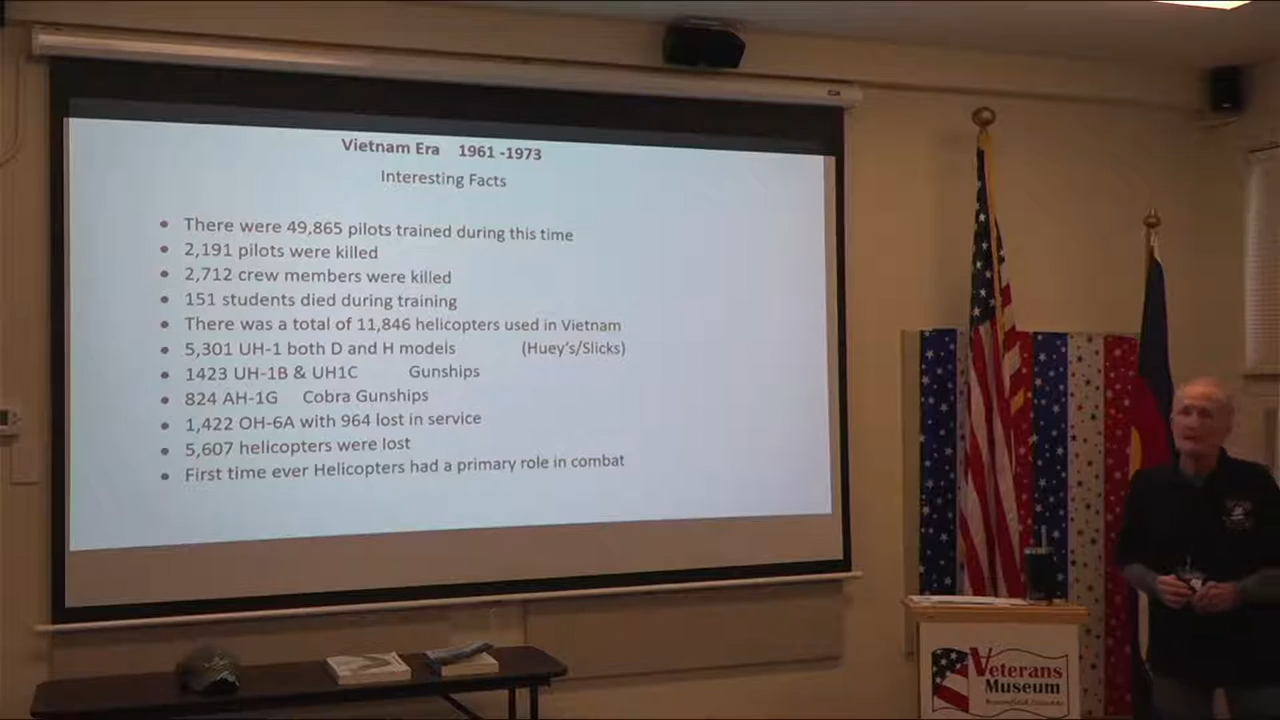 Vietnam Era 1961 -1973
Interesting Facts
• There were 49,865 pilots trained during this time
• 2,191 pilots were killed
• 2,712 crew members were killed
• 151 students died during training
• There was a total of 11,846 helicopters used in Vietnam
• 5,301 UH-1 both D and H models (Huey's/Slicks)
• 1423 UH-1B & UH1C Gunships
• 824 AH-1G Cobra Gunships
• 1,422 OH-6A with 964 lost in service
• 5,607 helicopters were lost
• First time ever Helicopters had a primary role in combat
Veterans
Museum